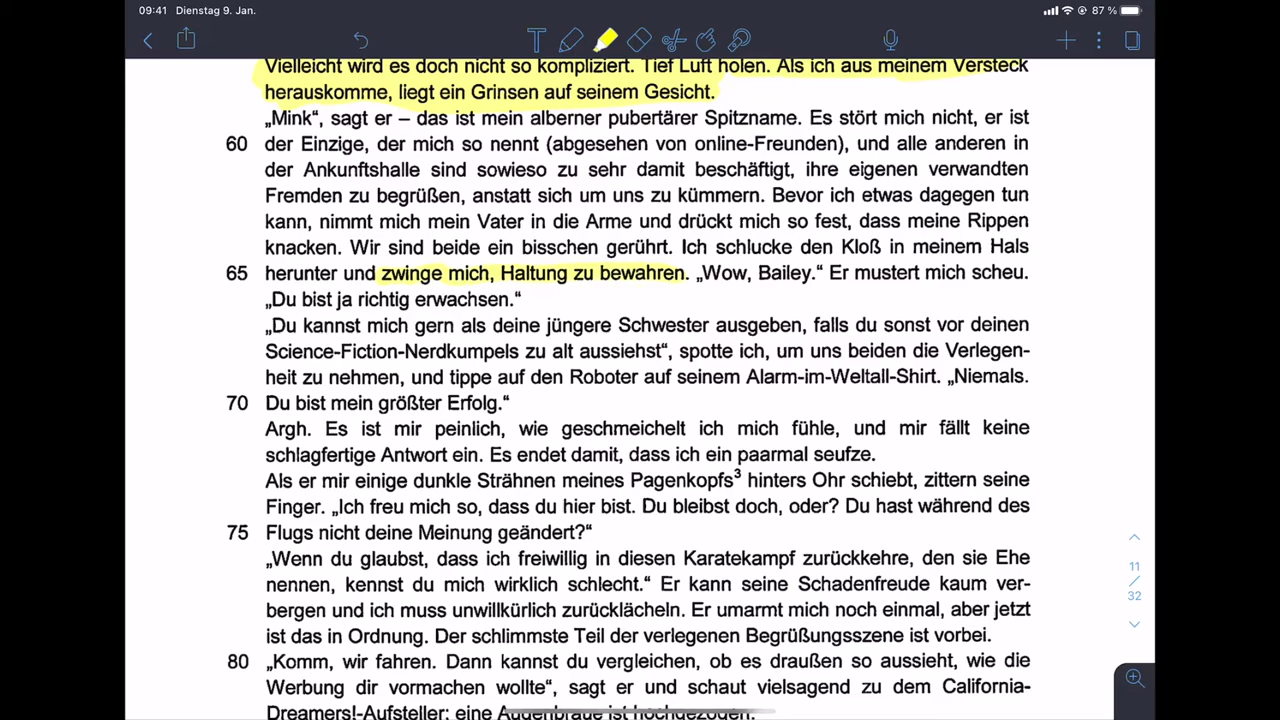 09:41 Dienstag 9. Jan.
87 %
Vielleicht wird es doch nicht so kompliziert. Tief Luft holen. Als ich aus meinem Versteck
herauskomme, liegt ein Grinsen auf seinem Gesicht.
„Mink“, sagt er – das ist mein alberner pubertärer Spitzname. Es stört mich nicht, er ist
60 der Einzige, der mich so nennt (abgesehen von online-Freunden), und alle anderen in
der Ankunftshalle sind sowieso zu sehr damit beschäftigt, ihre eigenen verwandten
Fremden zu begrüßen, anstatt sich um uns zu kümmern. Bevor ich etwas dagegen tun
kann, nimmt mich mein Vater in die Arme und drückt mich so fest, dass meine Rippen
knacken. Wir sind beide ein bisschen gerührt. Ich schlucke den Kloß in meinem Hals
65 herunter und zwinge mich, Haltung zu bewahren. „Wow, Bailey.“ Er mustert mich scheu.
„Du bist ja richtig erwachsen.“
„Du kannst mich gern als deine jüngere Schwester ausgeben, falls du sonst vor deinen
Science-Fiction-Nerdkumpels zu alt aussiehst“, spotte ich, um uns beiden die Verlegen-
heit zu nehmen, und tippe auf den Roboter auf seinem Alarm-im-Weltall-Shirt. „Niemals.
70 Du bist mein größter Erfolg.“
Argh. Es ist mir peinlich, wie geschmeichelt ich mich fühle, und mir fällt keine
schlagfertige Antwort ein. Es endet damit, dass ich ein paarmal seufze.
Als er mir einige dunkle Strähnen meines Pagenkopfs³ hinters Ohr schiebt, zittern seine
Finger. „Ich freu mich so, dass du hier bist. Du bleibst doch, oder? Du hast während des
75 Flugs nicht deine Meinung geändert?“
„Wenn du glaubst, dass ich freiwillig in diesen Karatekampf zurückkehre, den sie Ehe
nennen, kennst du mich wirklich schlecht.“ Er kann seine Schadenfreude kaum ver-
bergen und ich muss unwillkürlich zurücklächeln. Er umarmt mich noch einmal, aber jetzt
ist das in Ordnung. Der schlimmste Teil der verlegenen Begrüßungsszene ist vorbei.
80 „Komm, wir fahren. Dann kannst du vergleichen, ob es draußen so aussieht, wie die
Werbung dir vormachen wollte“, sagt er und schaut vielsagend zu dem California-
Dreamers!-Aufsteller; eine Augenbraue ist hochgezogen.
11
/
32